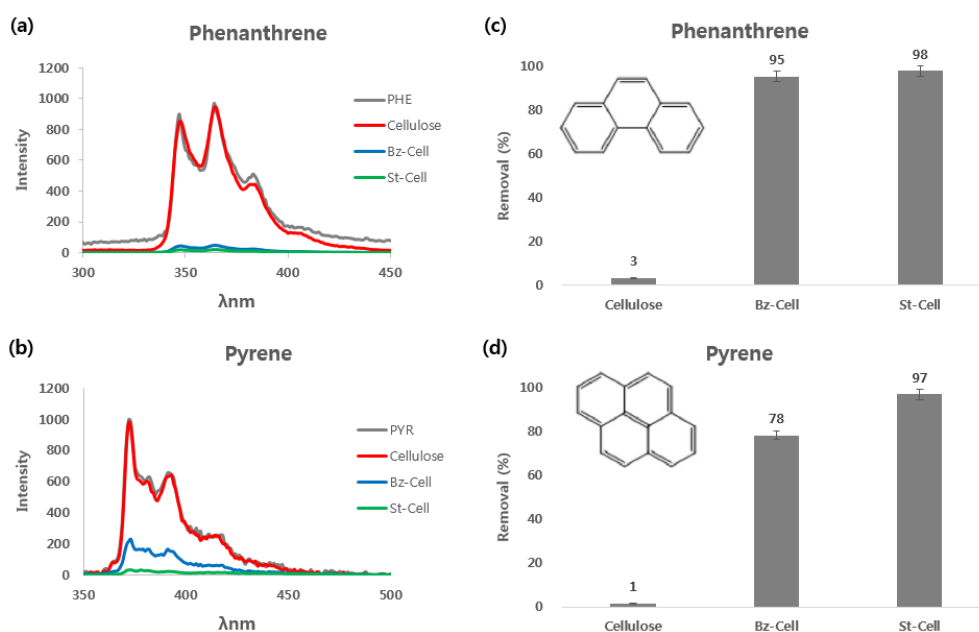 (a)
Phenanthrene
1200
1000
800
600
400
200
0
Intensity
PHE
Cellulose
Bz-Cell
St-Cell
300 350 400 450
λnm
(b)
Pyrene
1200
1000
800
600
400
200
0
Intensity
PYR
Cellulose
Bz-Cell
St-Cell
350 400 450 500
λnm
(c)
Phenanthrene
100
80
60
40
20
0
Removal (%)
3 95 98
Cellulose Bz-Cell St-Cell
(d)
Pyrene
100
80
60
40
20
0
Removal (%)
1 78 97
Cellulose Bz-Cell St-Cell